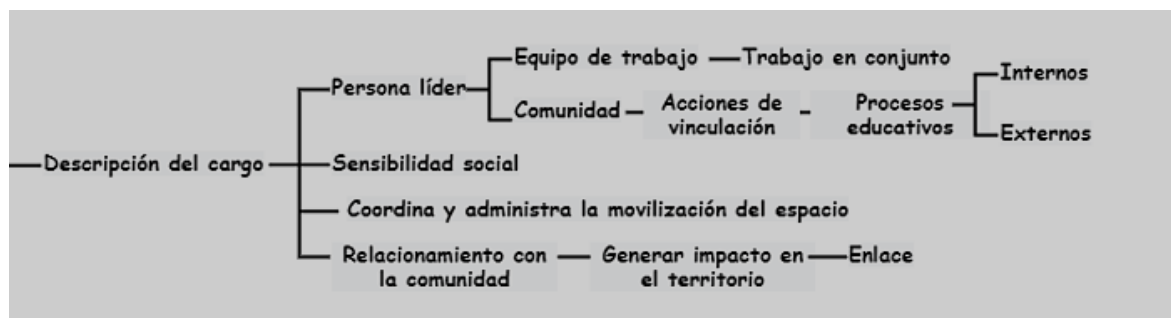 Equipo de trabajo
Trabajo en conjunto
Internos
Persona líder
Comunidad
Acciones de
vinculación
Procesos
educativos
Externos
Descripción del cargo
Sensibilidad social
Coordina y administra la movilización del espacio
Relacionamiento con
la comunidad
Generar impacto en
el territorio
Enlace